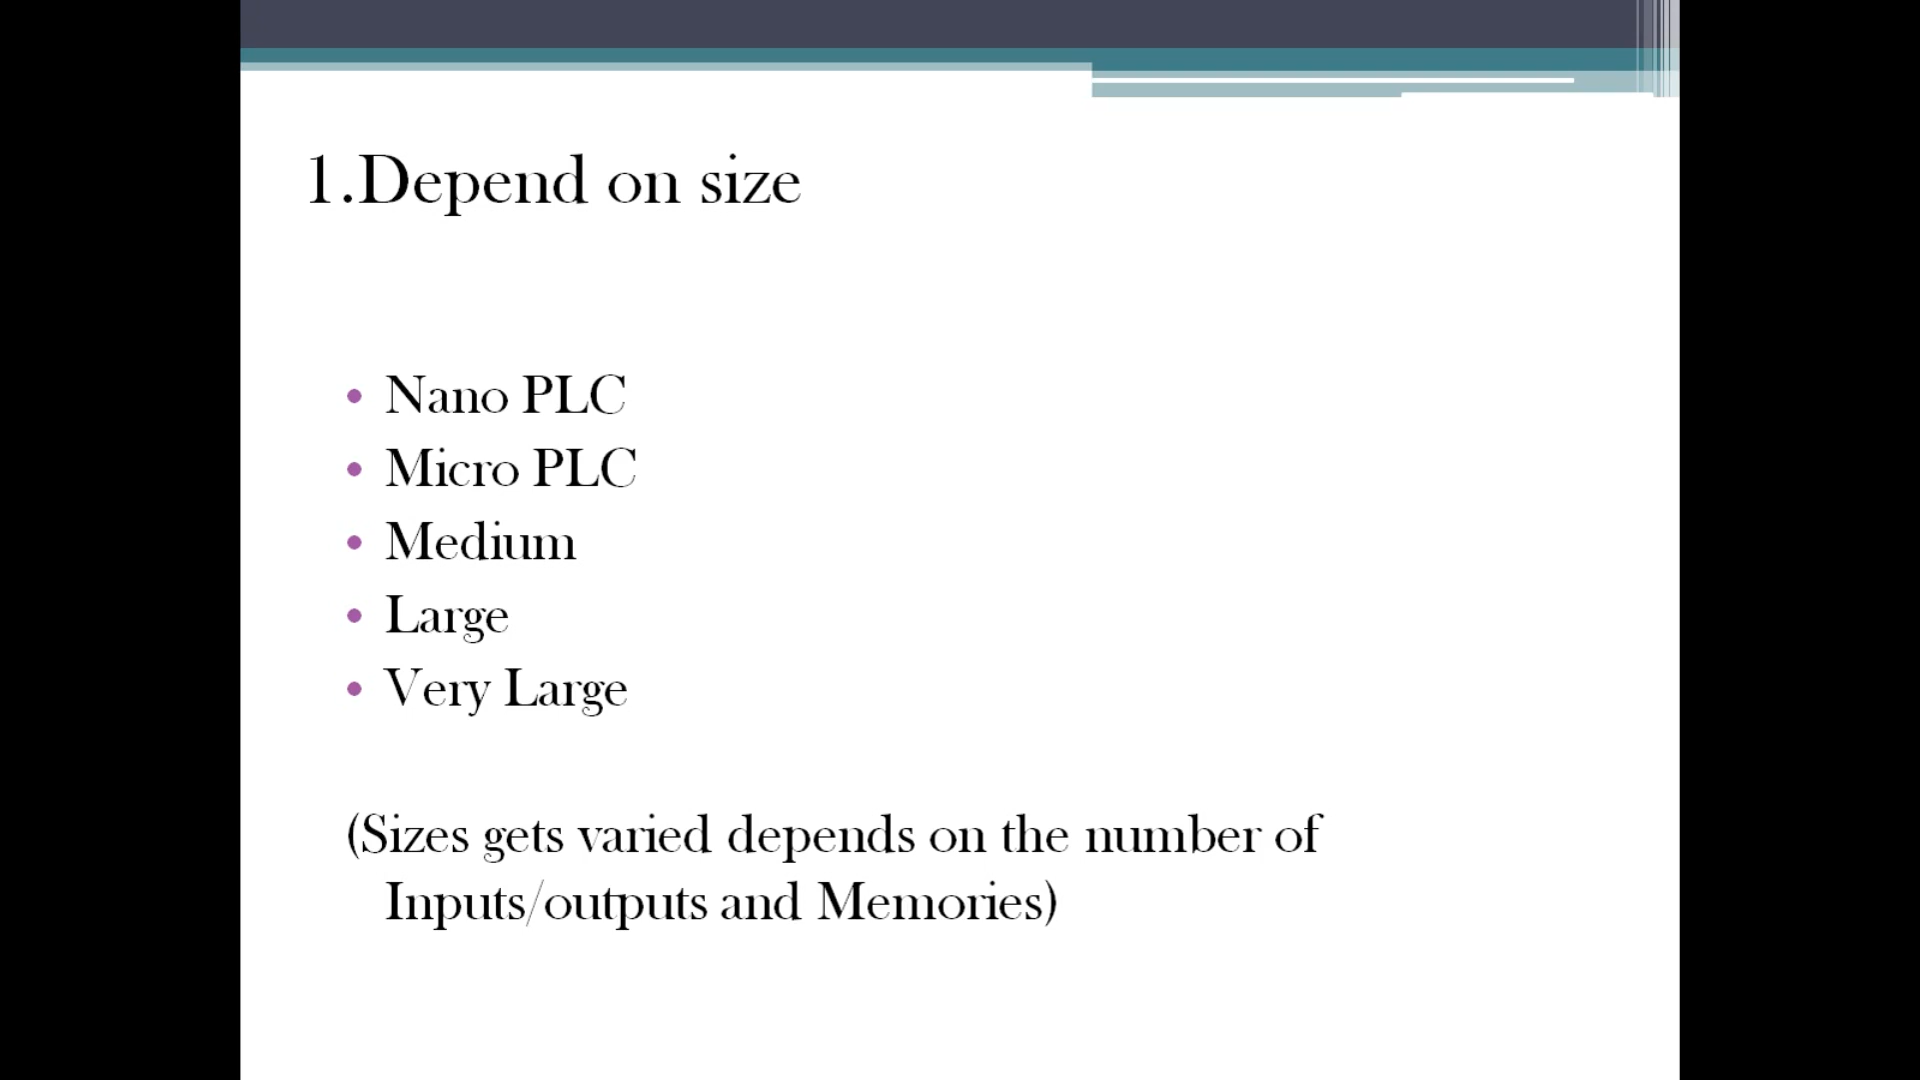 1.Depend on size
• Nano PLC
• Micro PLC
• Medium
• Large
• Very Large
(Sizes gets varied depends on the number of
Inputs/outputs and Memories)